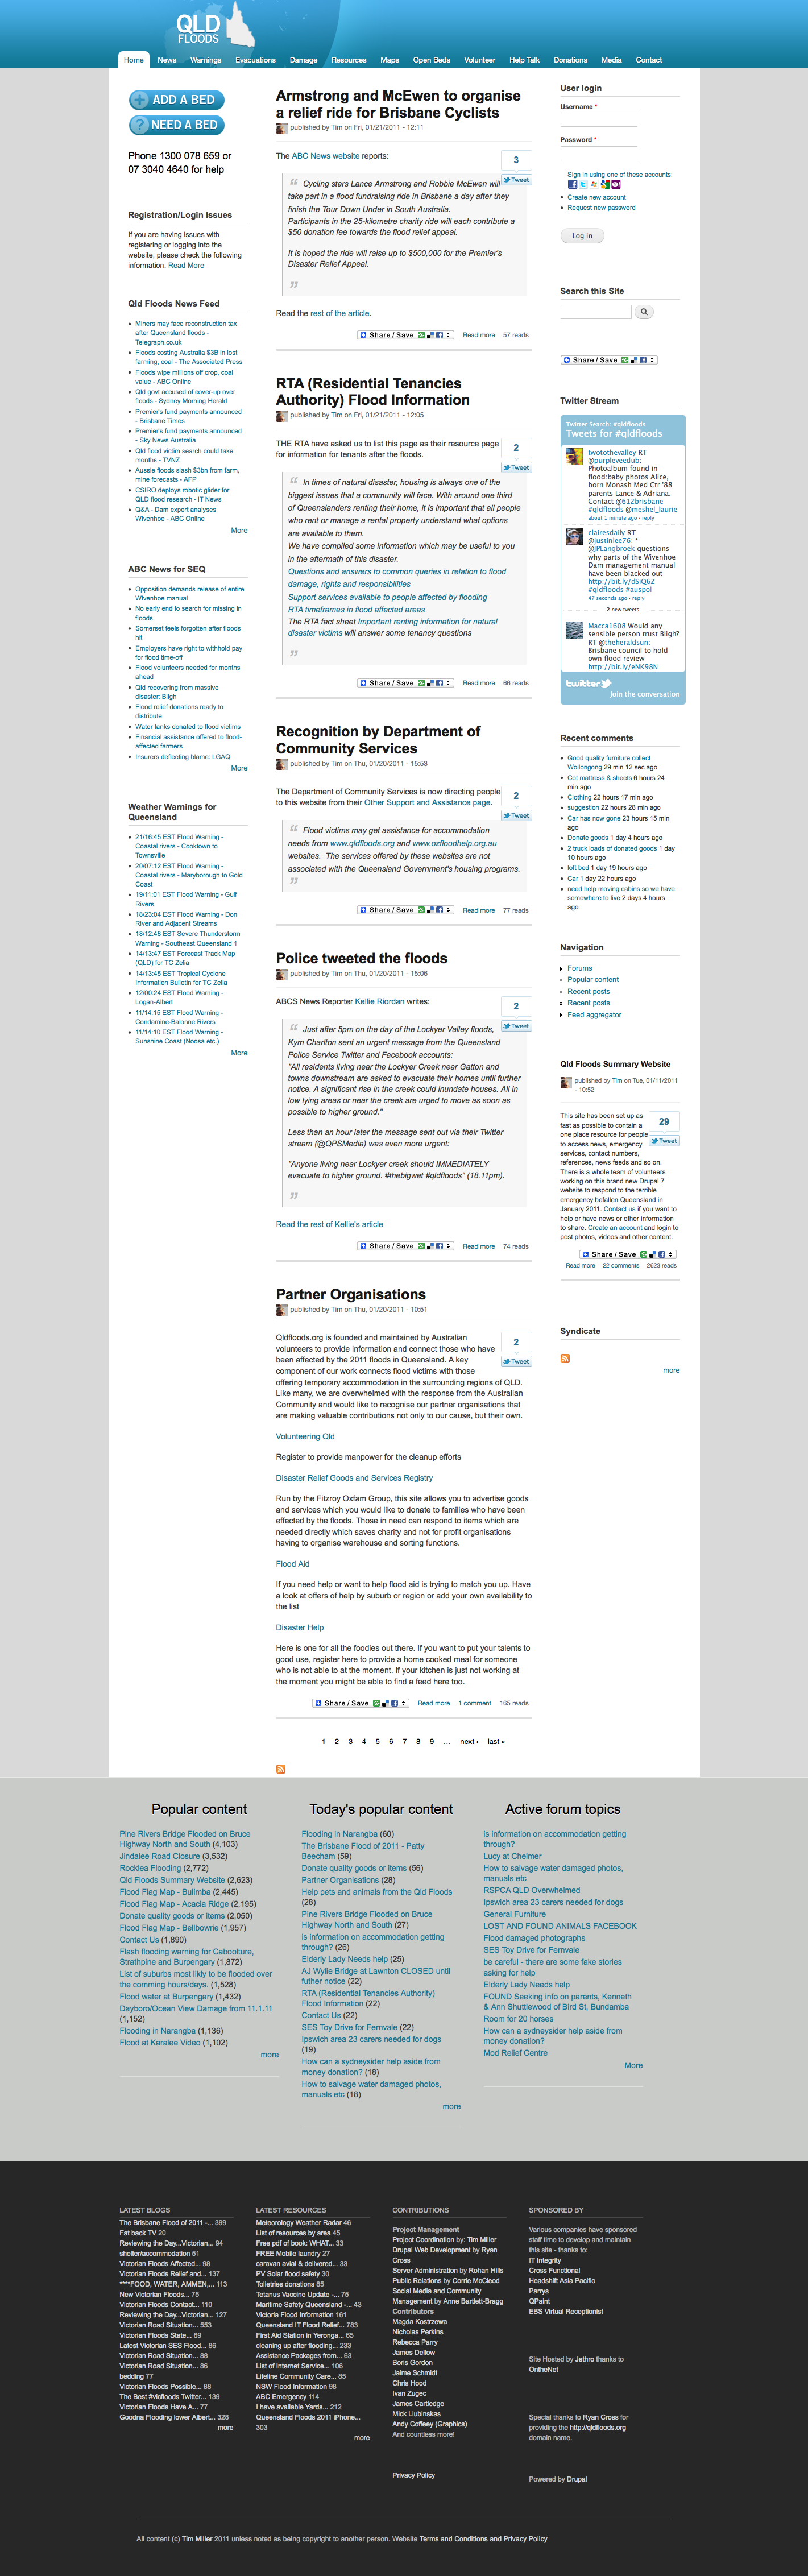 QLD
FLOODS
Home News Warnings Evacuations Damage Resources Maps Open Beds Volunteer Help Talk Donations Media Contact
ADD A BED
NEED A BED
Phone 1300 078 659 or
07 3040 4640 for help
Registration/Login Issues
If you are having issues with
registering or logging into the
website, please check the following
information. Read More
Qld Floods News Feed
Miners may face reconstruction tax
after Queensland floods -
Telegraph.co.uk
Floods costing Australia $3B in lost
farming, coal - The Associated Press
Floods wipe millions off crop, coal
value - ABC Online
Qld govt accused of cover-up over
floods - Sydney Morning Herald
Premier's fund payments announced
- Brisbane Times
Premier's fund payments announced
- Sky News Australia
Qld flood victim search could take
months - TVNZ
Aussie floods slash $3bn from farm,
mine forecasts - AFP
CSIRO deploys robotic glider for
QLD flood research - iT News
Q&A - Dam expert analyses
Wivenhoe - ABC Online
More
ABC News for SEQ
Opposition demands release of entire
Wivenhoe manual
No early end to search for missing in
floods
Somerset feels forgotten after floods
hit
Employers have right to withhold pay
for flood time-off
Flood volunteers needed for months
ahead
Qld recovering from massive
disaster: Bligh
Flood relief donations ready to
distribute
Water tanks donated to flood victims
Financial assistance offered to flood-
affected farmers
Insurers deflecting blame: LGAQ
More
Weather Warnings for
Queensland
21/16:45 EST Flood Warning -
Coastal rivers - Cooktown to
Townsville
20/07:12 EST Flood Warning -
Coastal rivers - Maryborough to Gold
Coast
19/11:01 EST Flood Warning - Gulf
Rivers
18/23:04 EST Flood Warning - Don
River and Adjacent Streams
18/12:48 EST Severe Thunderstorm
Warning - Southeast Queensland 1
14/13:47 EST Forecast Track Map
(QLD) for TC Zelia
14/13:45 EST Tropical Cyclone
Information Bulletin for TC Zelia
12/00:24 EST Flood Warning -
Logan-Albert
11/14:15 EST Flood Warning -
Condamine-Balonne Rivers
11/14:10 EST Flood Warning -
Sunshine Coast (Noosa etc.)
More
Armstrong and McEwen to organise
a relief ride for Brisbane Cyclists
published by Tim on Fri, 01/21/2011 - 12:11
3
Tweet
The ABC News website reports:
Cycling stars Lance Armstrong and Robbie McEwen will
take part in a flood fundraising ride in Brisbane a day after they
finish the Tour Down Under in South Australia.
Participants in the 25-kilometre charity ride will each contribute a
$50 donation fee towards the flood relief appeal.
It is hoped the ride will raise up to $500,000 for the Premier's
Disaster Relief Appeal.
Read the rest of the article.
Share / Save Read more 57 reads
RTA (Residential Tenancies
Authority) Flood Information
published by Tim on Fri, 01/21/2011 - 12:05
2
Tweet
THE RTA have asked us to list this page as their resource page
for information for tenants after the floods.
In times of natural disaster, housing is always one of the
biggest issues that a community will face. With around one third
of Queenslanders renting their home, it is important that all people
who rent or manage a rental property understand what options
are available to them.
We have compiled some information which may be useful to you
in the aftermath of this disaster.
Questions and answers to common queries in relation to flood
damage, rights and responsibilities
Support services available to people affected by flooding
RTA timeframes in flood affected areas
The RTA fact sheet Important renting information for natural
disaster victims will answer some tenancy questions
Share / Save Read more 66 reads
Recognition by Department of
Community Services
published by Tim on Thu, 01/20/2011 - 15:53
2
Tweet
The Department of Community Services is now directing people
to this website from their Other Support and Assistance page.
Flood victims may get assistance for accommodation
needs from www.qldfloods.org and www.ozfloodhelp.org.au
websites. The services offered by these websites are not
associated with the Queensland Government's housing programs.
Share / Save Read more 77 reads
Police tweeted the floods
published by Tim on Thu, 01/20/2011 - 15:06
2
Tweet
ABCS News Reporter Kellie Riordan writes:
Just after 5pm on the day of the Lockyer Valley floods,
Kym Charlton sent an urgent message from the Queensland
Police Service Twitter and Facebook accounts:
"All residents living near the Lockyer Creek near Gatton and
towns downstream are asked to evacuate their homes until further
notice. A significant rise in the creek could inundate houses. All in
low lying areas or near the creek are urged to move as soon as
possible to higher ground."
Less than an hour later the message sent out via their Twitter
stream (@QPSMedia) was even more urgent:
"Anyone living near Lockyer creek should IMMEDIATELY
evacuate to higher ground. #thebigwet #qldfloods" (18.11pm).
Read the rest of Kellie's article
Share / Save Read more 74 reads
Partner Organisations
published by Tim on Thu, 01/20/2011 - 10:51
2
Tweet
Qldfloods.org is founded and maintained by Australian
volunteers to provide information and connect those who have
been affected by the 2011 floods in Queensland. A key
component of our work connects flood victims with those
offering temporary accommodation in the surrounding regions of QLD.
Like many, we are overwhelmed with the response from the Australian
Community and would like to recognise our partner organisations that
are making valuable contributions not only to our cause, but their own.
Volunteering Qld
Register to provide manpower for the cleanup efforts
Disaster Relief Goods and Services Registry
Run by the Fitzroy Oxfam Group, this site allows you to advertise goods
and services which you would like to donate to families who have been
effected by the floods. Those in need can respond to items which are
needed directly which saves charity and not for profit organisations
having to organise warehouse and sorting functions.
Flood Aid
If you need help or want to help flood aid is trying to match you up. Have
a look at offers of help by suburb or region or add your own availability to
the list
Disaster Help
Here is one for all the foodies out there. If you want to put your talents to
good use, register here to provide a home cooked meal for someone
who is not able to at the moment. If your kitchen is just not working at
the moment you might be able to find a feed here too.
Share / Save Read more 1 comment 165 reads
1 2 3 4 5 6 7 8 9 … next › last »
User login
Username *
Password *
Sign in using one of these accounts:
Create new account
Request new password
Log in
Search this Site
Share / Save
Twitter Stream
Twitter Search: #qldfloods
Tweets for #qldfloods
twotothevalley RT
@purpleveedub:
Photoalbum found in
flood:baby photos Alice,
born Monash Med Ctr '88
parents Lance & Adriana.
Contact @612brisbane
#qldfloods @meshel_laurie
about 1 minute ago · reply
clairesdaily RT
@justinlee76: *
@JPLangbroek questions
why parts of the Wivenhoe
Dam management manual
have been blacked out
http://bit.ly/dSiQ6Z
#qldfloods #auspol
47 seconds ago · reply
2 new tweets
Macca1608 Would any
sensible person trust Bligh?
RT @theheraldsun:
Brisbane council to hold
own flood review
http://bit.ly/eNK98N
twitter
Join the conversation
Recent comments
Good quality furniture collect
Wollongong 29 min 12 sec ago
Cot mattress & sheets 6 hours 24
min ago
Clothing 22 hours 17 min ago
suggestion 22 hours 28 min ago
Car has now gone 23 hours 15 min
ago
Donate goods 1 day 4 hours ago
2 truck loads of donated goods 1 day
10 hours ago
loft bed 1 day 19 hours ago
Car 1 day 22 hours ago
need help moving cabins so we have
somewhere to live 2 days 4 hours
ago
Navigation
Forums
Popular content
Recent posts
Recent posts
Feed aggregator
Qld Floods Summary Website
published by Tim on Tue, 01/11/2011
- 10:52
29
Tweet
This site has been set up as
fast as possible to contain a
one place resource for people
to access news, emergency
services, contact numbers,
references, news feeds and so on.
There is a whole team of volunteers
working on this brand new Drupal 7
website to respond to the terrible
emergency befallen Queensland in
January 2011. Contact us if you want to
help or have news or other information
to share. Create an account and login to
post photos, videos and other content.
Share / Save
Read more 22 comments 2623 reads
Syndicate
more
Popular content
Pine Rivers Bridge Flooded on Bruce
Highway North and South (4,103)
Jindalee Road Closure (3,532)
Rocklea Flooding (2,772)
Qld Floods Summary Website (2,623)
Flood Flag Map - Bulimba (2,445)
Flood Flag Map - Acacia Ridge (2,195)
Donate quality goods or items (2,050)
Flood Flag Map - Bellbowrie (1,957)
Contact Us (1,890)
Flash flooding warning for Caboolture,
Strathpine and Burpengary (1,872)
List of suburbs most likly to be flooded over
the comming hours/days. (1,528)
Flood water at Burpengary (1,432)
Dayboro/Ocean View Damage from 11.1.11
(1,152)
Flooding in Narangba (1,136)
Flood at Karalee Video (1,102)
more
Today's popular content
Flooding in Narangba (60)
The Brisbane Flood of 2011 - Patty
Beecham (59)
Donate quality goods or items (56)
Partner Organisations (28)
Help pets and animals from the Qld Floods
(28)
Pine Rivers Bridge Flooded on Bruce
Highway North and South (27)
is information on accommodation getting
through? (26)
Elderly Lady Needs help (25)
AJ Wylie Bridge at Lawnton CLOSED until
futher notice (22)
RTA (Residential Tenancies Authority)
Flood Information (22)
Contact Us (22)
SES Toy Drive for Fernvale (22)
Ipswich area 23 carers needed for dogs
(19)
How can a sydneysider help aside from
money donation? (18)
How to salvage water damaged photos,
manuals etc (18)
more
Active forum topics
is information on accommodation getting
through?
Lucy at Chelmer
How to salvage water damaged photos,
manuals etc
RSPCA QLD Overwhelmed
Ipswich area 23 carers needed for dogs
General Furniture
LOST AND FOUND ANIMALS FACEBOOK
Flood damaged photographs
SES Toy Drive for Fernvale
be careful - there are some fake stories
asking for help
Elderly Lady Needs help
FOUND Seeking info on parents, Kenneth
& Ann Shuttlewood of Bird St, Bundamba
Room for 20 horses
How can a sydneysider help aside from
money donation?
Mod Relief Centre
More
LATEST BLOGS
The Brisbane Flood of 2011 -... 399
Fat back TV 20
Reviewing the Day...Victorian... 94
shelter/accommodation 51
Victorian Floods Affected... 98
Victorian Floods Relief and... 137
****FOOD, WATER, AMMEN,... 113
New Victorian Floods... 75
Victorian Floods Contact... 110
Reviewing the Day...Victorian... 127
Victorian Road Situation... 553
Victorian Floods State... 69
Latest Victorian SES Flood... 86
Victorian Road Situation... 88
Victorian Road Situation... 86
bedding 77
Victorian Floods Possible... 88
The Best #vicfloods Twitter... 139
Victorian Floods Have A... 77
Goodna Flooding lower Albert... 328
more
LATEST RESOURCES
Meteorology Weather Radar 46
List of resources by area 45
Free pdf of book: WHAT... 33
FREE Mobile laundry 27
caravan avial & delivered... 33
PV Solar flood safety 30
Toiletries donations 85
Tetanus Vaccine Update -... 75
Maritime Safety Queensland -... 43
Victoria Flood Information 161
Queensland IT Flood Relief... 783
First Aid Station in Yeronga... 65
cleaning up after flooding... 233
Assistance Packages from... 63
List of Internet Service... 106
Lifeline Community Care... 85
NSW Flood Information 98
ABC Emergency 114
I have available Yards... 212
Queensland Floods 2011 iPhone...
303
more
CONTRIBUTIONS
Project Management
Project Coordination by: Tim Miller
Drupal Web Development by Ryan
Cross
Server Administration by Rohan Hills
Public Relations by Corrie McCleod
Social Media and Community
Management by Anne Bartlett-Bragg
Contributors
Magda Kostrzewa
Nicholas Perkins
Rebecca Parry
James Dellow
Boris Gordon
Jaime Schmidt
Chris Hood
Ivan Zugec
James Cartledge
Mick Liubinskas
Andy Coffeey (Graphics)
And countless more!
Privacy Policy
SPONSORED BY
Various companies have sponsored
staff time to develop and maintain
this site - thanks to:
IT Integrity
Cross Functional
Headshift Asia Pacific
Parrys
QPaint
EBS Virtual Receptionist
Site Hosted by Jethro thanks to
OntheNet
Special thanks to Ryan Cross for
providing the http://qldfloods.org
domain name.
Powered by Drupal
All content (c) Tim Miller 2011 unless noted as being copyright to another person. Website Terms and Conditions and Privacy Policy